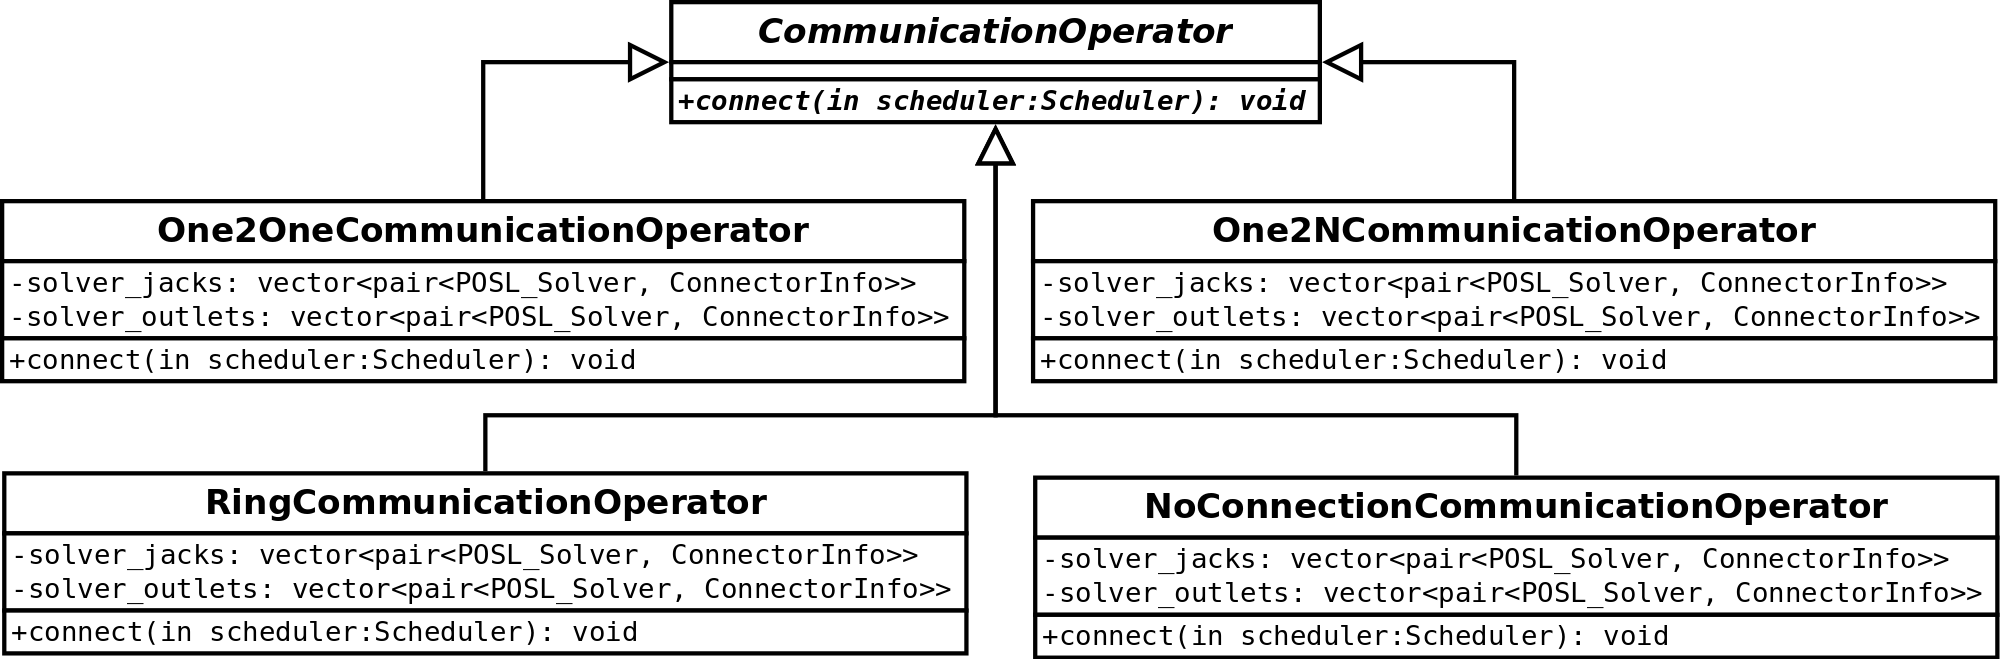 CommunicationOperator
+connect(in scheduler:Scheduler): void
One2OneCommunicationOperator
-solver_jacks: vector<pair<POSL_Solver, ConnectorInfo>>
-solver_outlets: vector<pair<POSL_Solver, ConnectorInfo>>
+connect(in scheduler:Scheduler): void
One2NCommunicationOperator
-solver_jacks: vector<pair<POSL_Solver, ConnectorInfo>>
-solver_outlets: vector<pair<POSL_Solver, ConnectorInfo>>
+connect(in scheduler:Scheduler): void
RingCommunicationOperator
-solver_jacks: vector<pair<POSL_Solver, ConnectorInfo>>
-solver_outlets: vector<pair<POSL_Solver, ConnectorInfo>>
+connect(in scheduler:Scheduler): void
NoConnectionCommunicationOperator
-solver_jacks: vector<pair<POSL_Solver, ConnectorInfo>>
-solver_outlets: vector<pair<POSL_Solver, ConnectorInfo>>
+connect(in scheduler:Scheduler): void